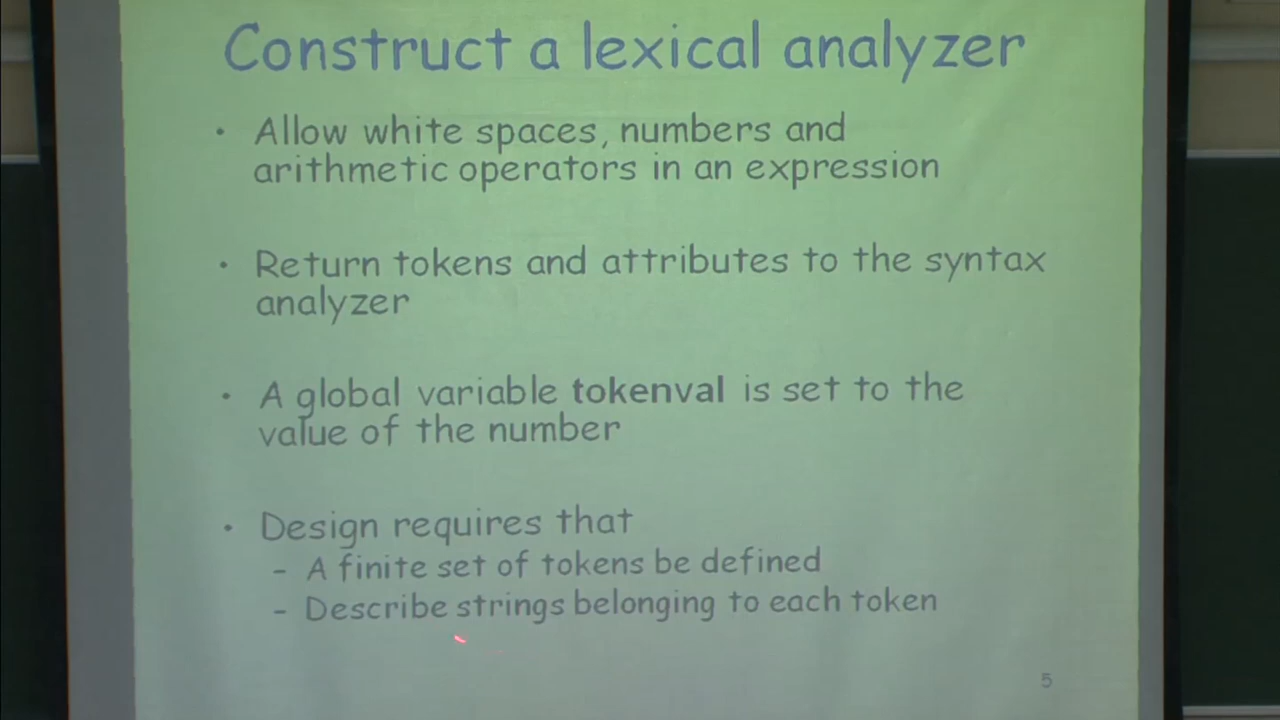 Construct a lexical analyzer
• Allow white spaces, numbers and
arithmetic operators in an expression
• Return tokens and attributes to the syntax
analyzer
• A global variable tokenval is set to the
value of the number
• Design requires that
– A finite set of tokens be defined
– Describe strings belonging to each token
5